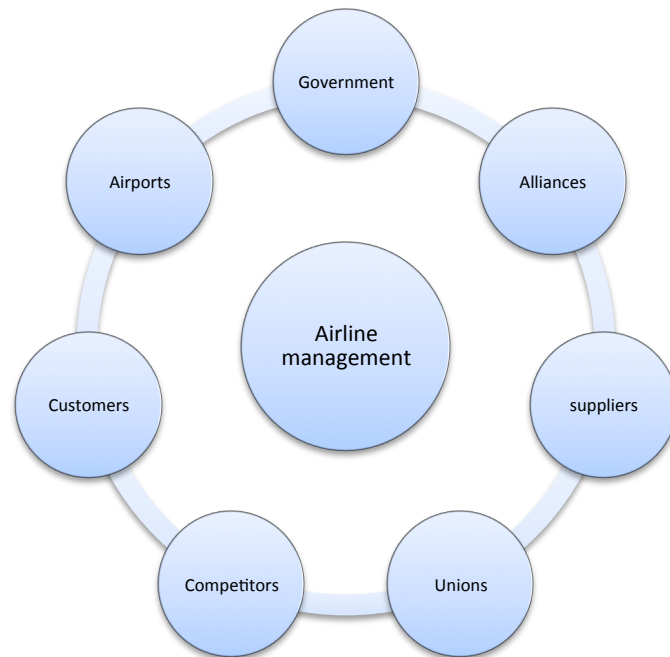 Government
Airports
Alliances
Airline
management
Customers
suppliers
Competitors
Unions